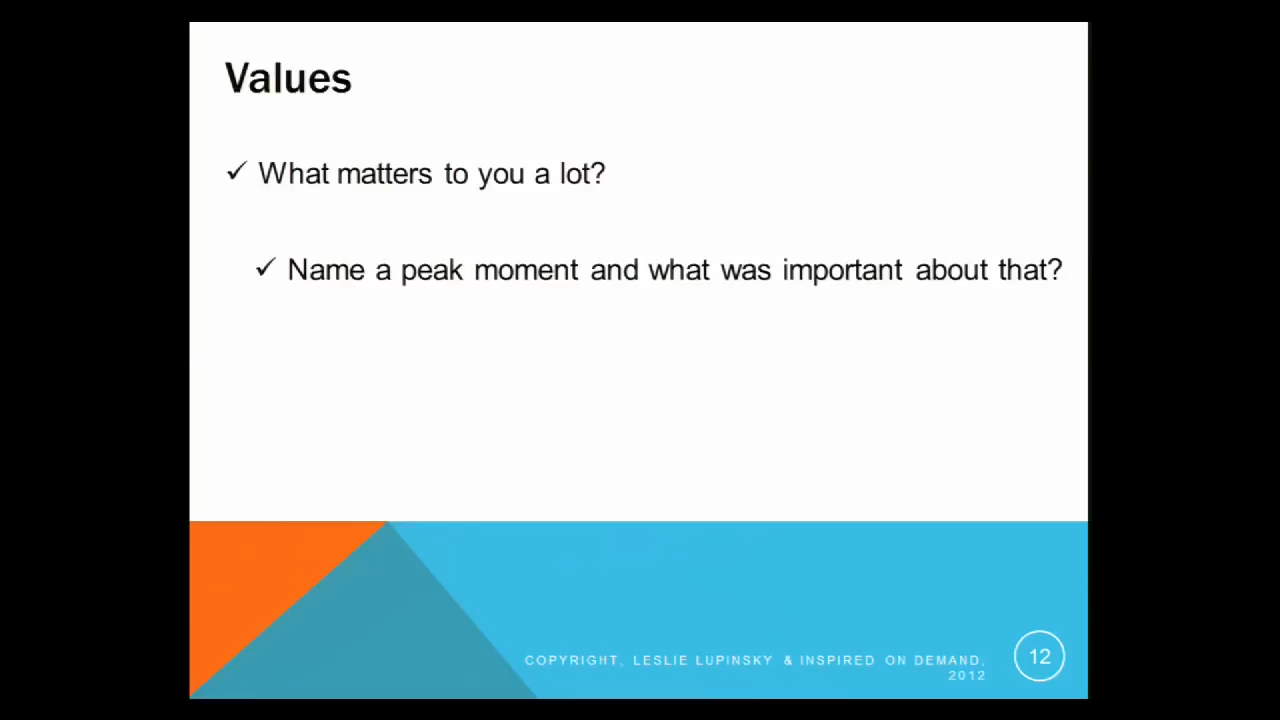 Values
✓ What matters to you a lot?
✓ Name a peak moment and what was important about that?
COPYRIGHT, LESLIE LUPINSKY & INSPIRED ON DEMAND,
2012
12